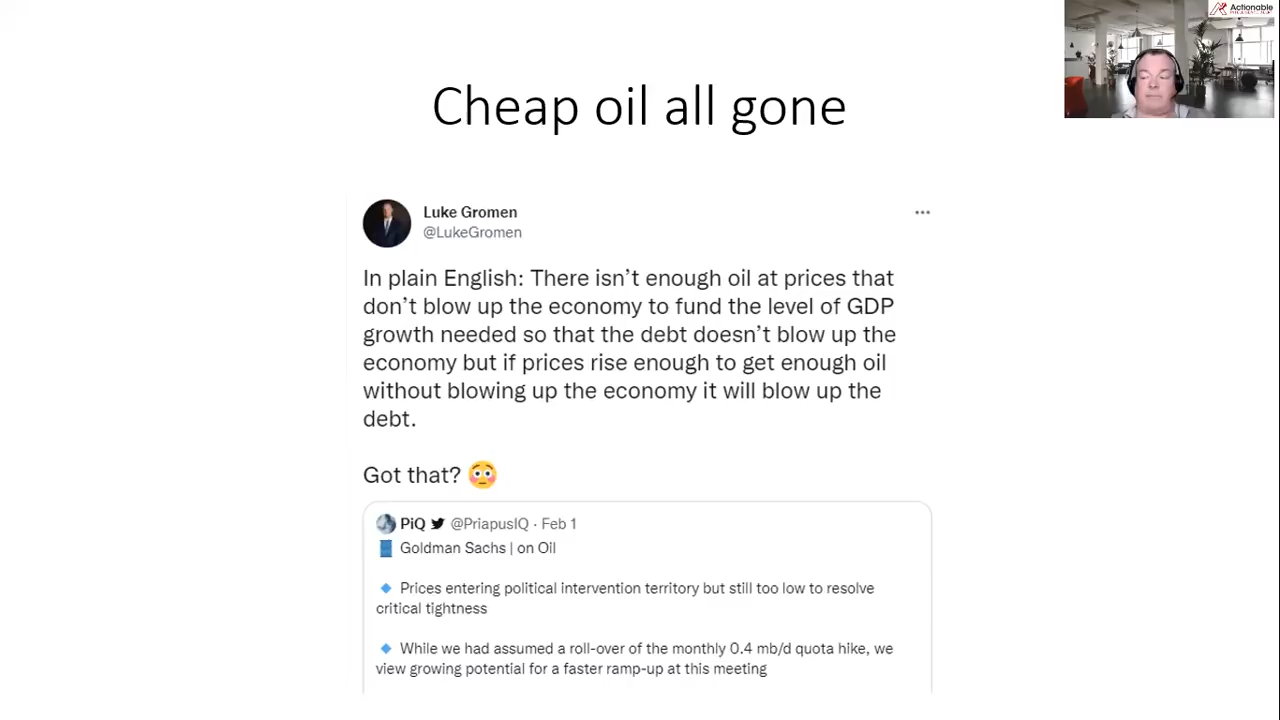 Actionable
Cheap oil all gone
Luke Gromen
@LukeGromen
In plain English: There isn’t enough oil at prices that
don’t blow up the economy to fund the level of GDP
growth needed so that the debt doesn’t blow up the
economy but if prices rise enough to get enough oil
without blowing up the economy it will blow up the
debt.
Got that? 😳
PiQ @PriapusIQ · Feb 1
🛢 Goldman Sachs | on Oil
🔹 Prices entering political intervention territory but still too low to resolve
critical tightness
🔹 While we had assumed a roll-over of the monthly 0.4 mb/d quota hike, we
view growing potential for a faster ramp-up at this meeting